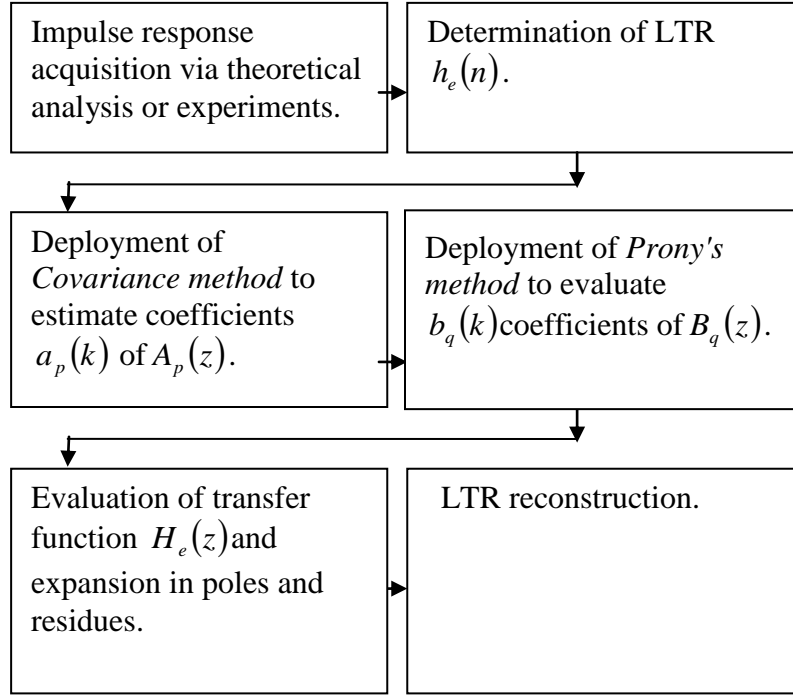 Impulse response
acquisition via theoretical
analysis or experiments.
Determination of LTR
h_e(n).
Deployment of
Covariance method to
estimate coefficients
a_p(k) of A_p(z).
Deployment of Prony's
method to evaluate
b_q(k)coefficients of B_q(z).
Evaluation of transfer
function H_e(z)and
expansion in poles and
residues.
LTR reconstruction.